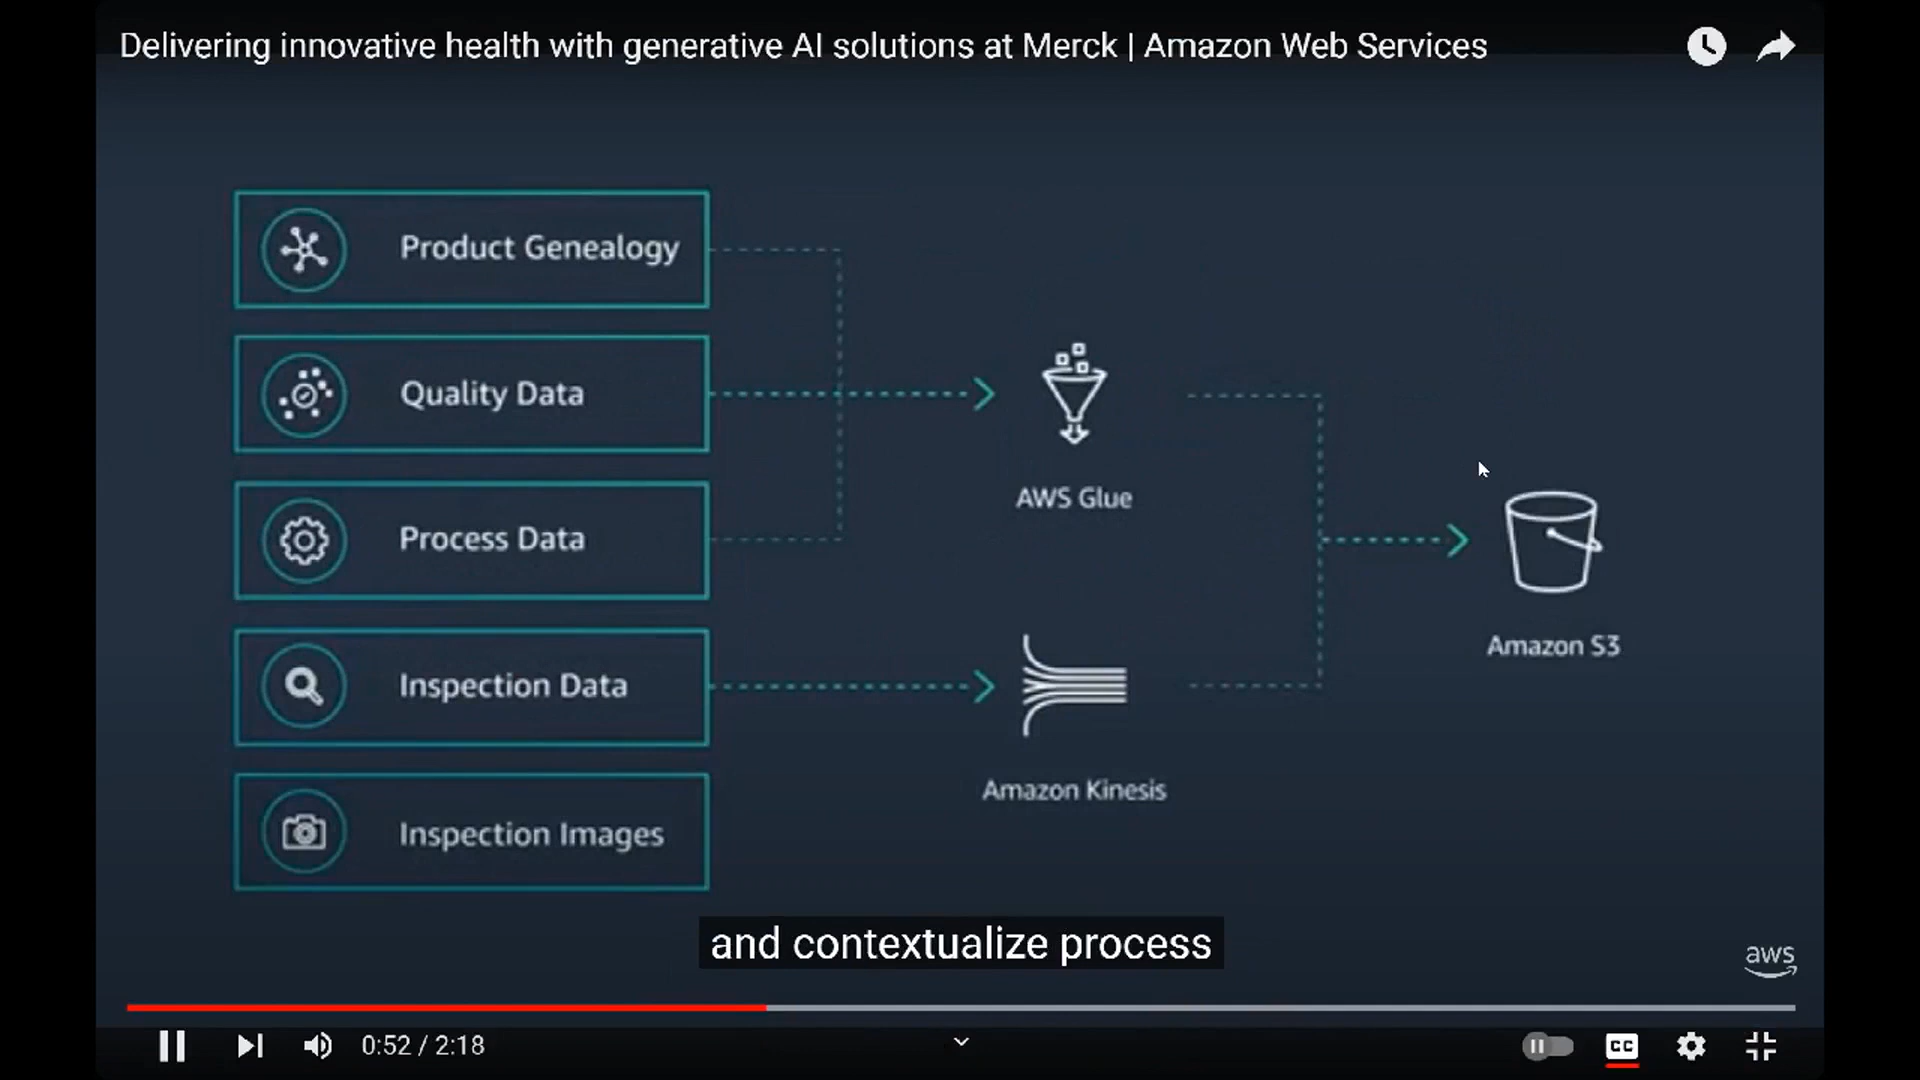 Delivering innovative health with generative AI solutions at Merck | Amazon Web Services
Product Genealogy
Quality Data
Process Data
Inspection Data
Inspection Images
AWS Glue
Amazon Kinesis
Amazon S3
and contextualize process
aws
0:52 / 2:18
CC